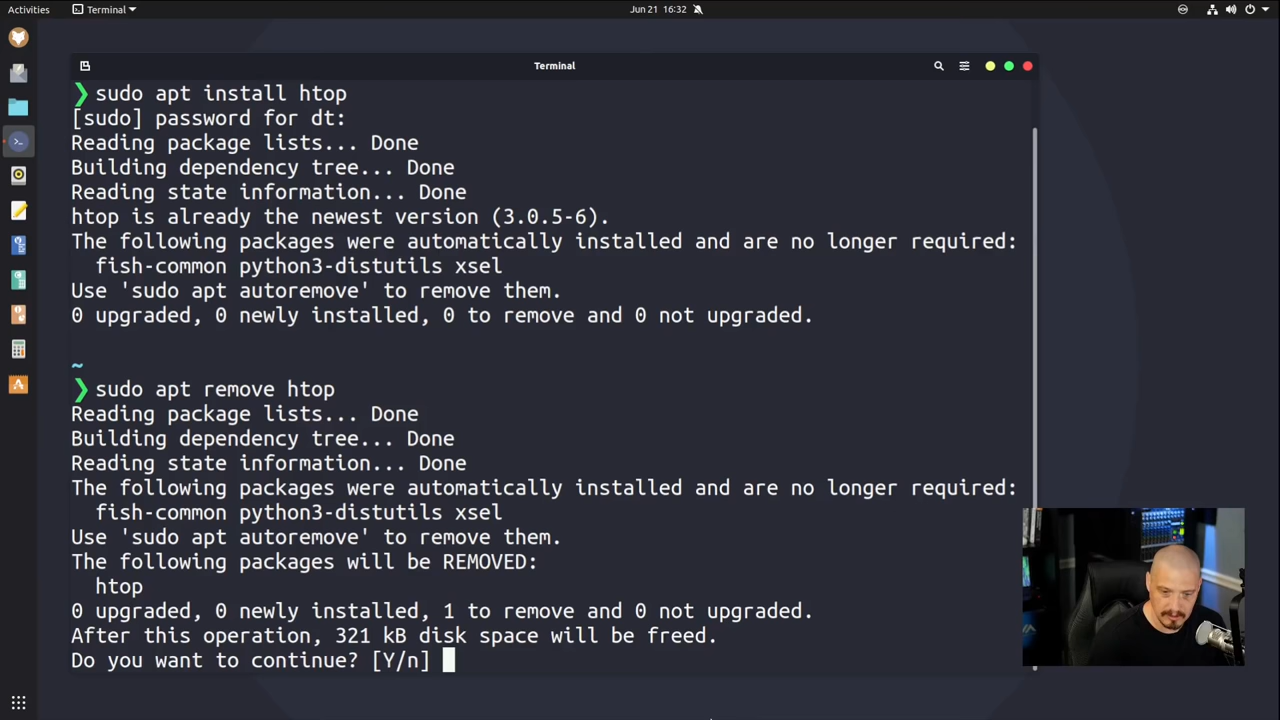 Activities
Terminal
Jun 21 16:32
Terminal
❯ sudo apt install htop
[sudo] password for dt:
Reading package lists... Done
Building dependency tree... Done
Reading state information... Done
htop is already the newest version (3.0.5-6).
The following packages were automatically installed and are no longer required:
fish-common python3-distutils xsel
Use 'sudo apt autoremove' to remove them.
0 upgraded, 0 newly installed, 0 to remove and 0 not upgraded.
~
❯ sudo apt remove htop
Reading package lists... Done
Building dependency tree... Done
Reading state information... Done
The following packages were automatically installed and are no longer required:
fish-common python3-distutils xsel
Use 'sudo apt autoremove' to remove them.
The following packages will be REMOVED:
htop
0 upgraded, 0 newly installed, 1 to remove and 0 not upgraded.
After this operation, 321 kB disk space will be freed.
Do you want to continue? [Y/n]